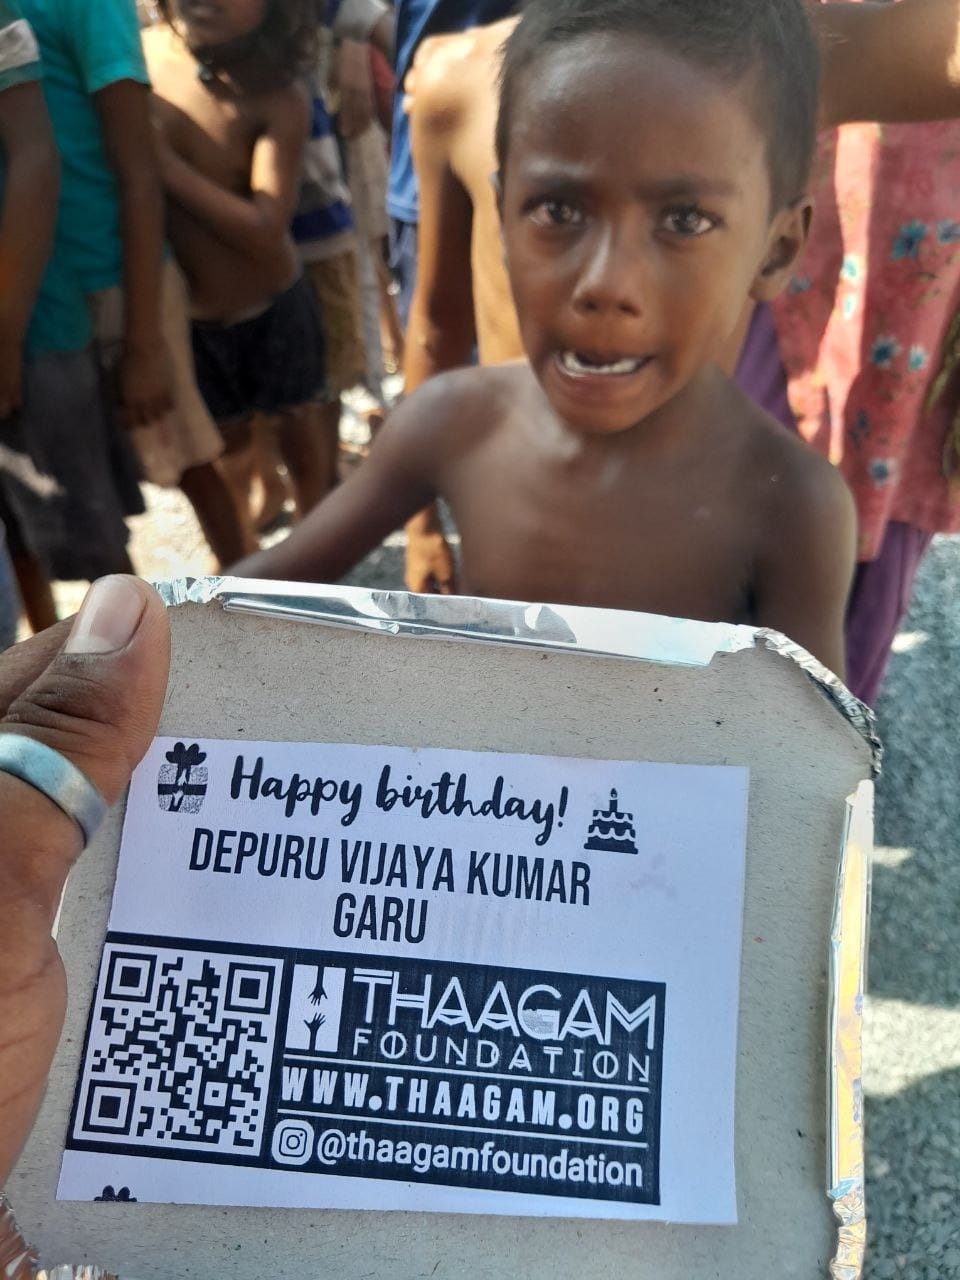 Happy birthday!
DEPURU VIJAYA KUMAR
GARU
THAAGAM
FOUNDATION
WWW.THAAGAM.ORG
@thaagamfoundation